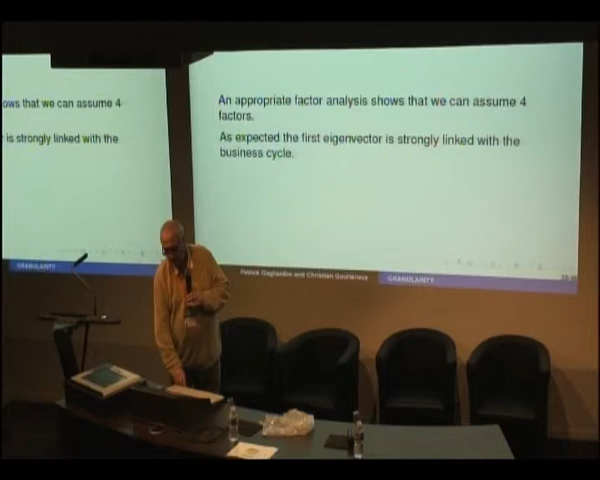 ows that we can assume 4
is strongly linked with the
GRANULARITY
An appropriate factor analysis shows that we can assume 4
factors.
As expected the first eigenvector is strongly linked with the
business cycle.
Patrick Gagliardini and Christian Gouriéroux
GRANULARITY